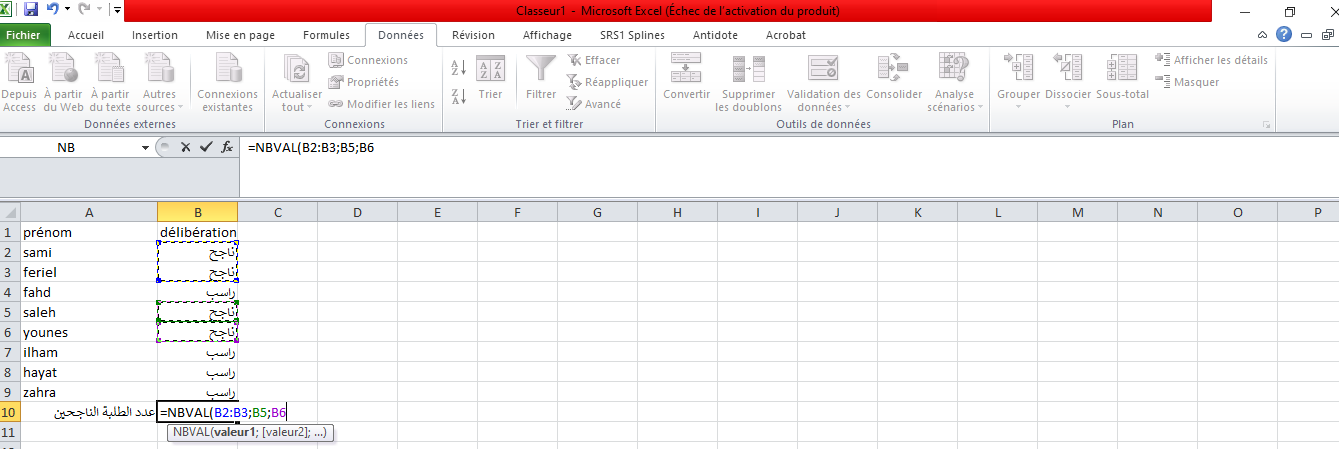 Classeur1 - Microsoft Excel (Échec de l'activation du produit)
Fichier Accueil Insertion Mise en page Formules Données Révision Affichage SRS1 Splines Antidote Acrobat
Depuis Access
À partir du Web
À partir du texte
Autres sources
Données externes
Connexions existantes
Actualiser tout
Connexions
Propriétés
Modifier les liens
Connexions
Trier
Filtrer
Effacer
Réappliquer
Avancé
Trier et filtrer
Convertir
Supprimer les doublons
Validation des données
Consolider
Analyse scénarios
Outils de données
Grouper
Dissocier
Sous-total
Afficher les détails
Masquer
Plan
NB fx =NBVAL(B2:B3;B5;B6
A B C D E F G H I J K L M N O P
1 prénom délibération
2 sami ناجح
3 feriel ناجح
4 fahd راسب
5 saleh ناجح
6 younes ناجح
7 ilham راسب
8 hayat راسب
9 zahra راسب
10 عدد الطلبة الناجحين =NBVAL(B2:B3;B5;B6
11 NBVAL(valeur1; [valeur2]; ...)